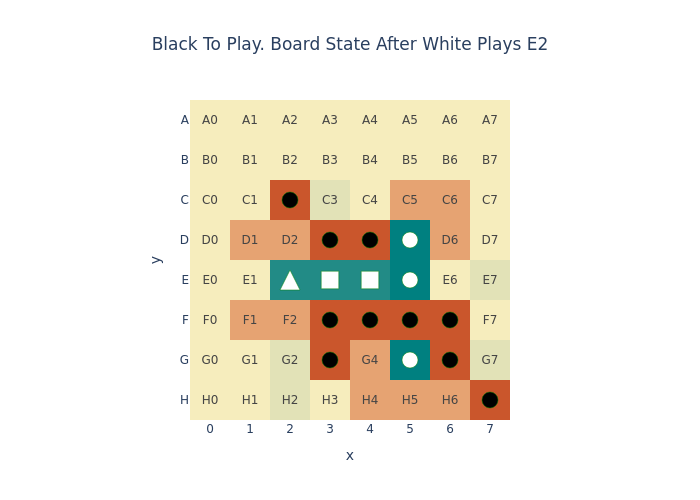 Black To Play. Board State After White Plays E2
A A0 A1 A2 A3 A4 A5 A6 A7
B B0 B1 B2 B3 B4 B5 B6 B7
C C0 C1 C3 C4 C5 C6 C7
D D0 D1 D2 D6 D7
y
E E0 E1 E6 E7
F F0 F1 F2 F7
G G0 G1 G2 G4 G7
H H0 H1 H2 H3 H4 H5 H6
0 1 2 3 4 5 6 7
x